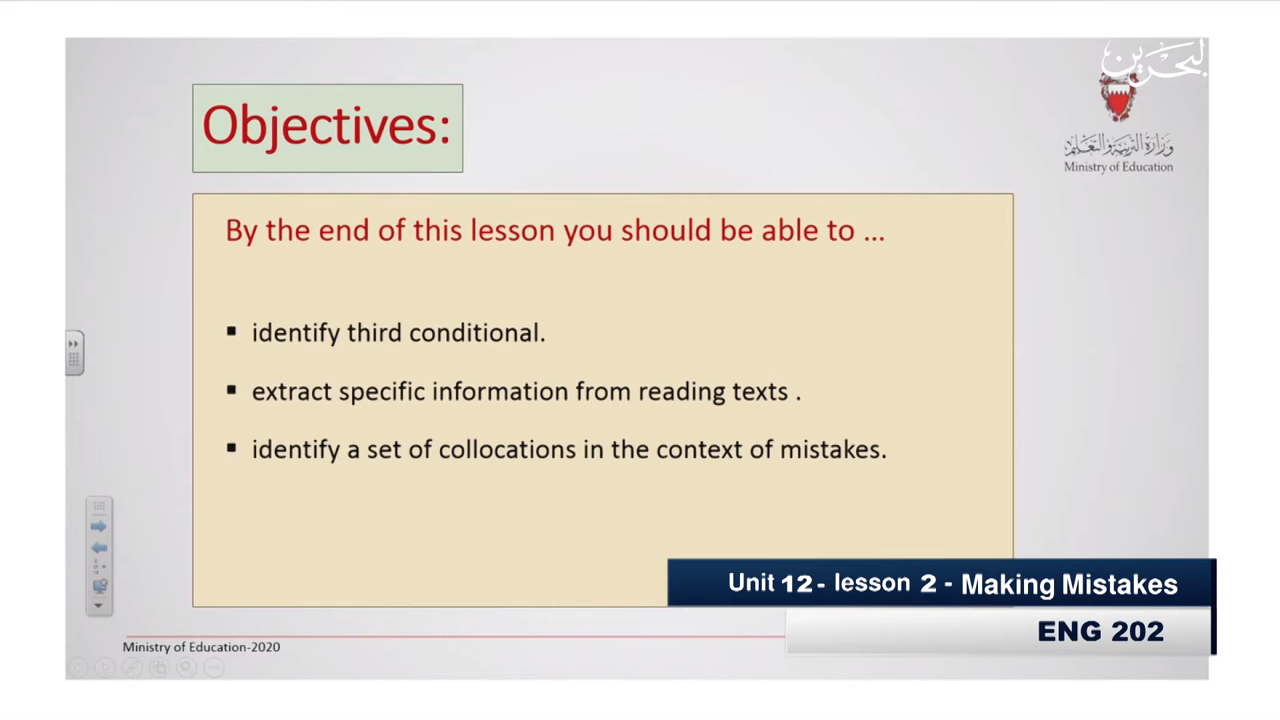 البحرين
Objectives:
وزارة التربية والتعليم
Ministry of Education
By the end of this lesson you should be able to ...
▪ identify third conditional.
▪ extract specific information from reading texts .
▪ identify a set of collocations in the context of mistakes.
Unit 12 - lesson 2 - Making Mistakes
ENG 202
Ministry of Education-2020